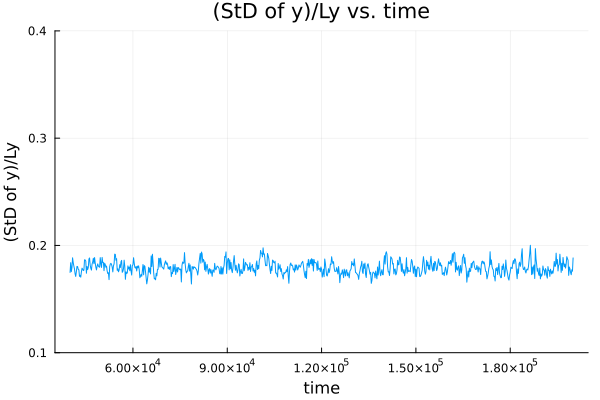 (StD of y)/Ly vs. time
(StD of y)/Ly
0.4
0.3
0.2
0.1
6.00×10⁴ 9.00×10⁴ 1.20×10⁵ 1.50×10⁵ 1.80×10⁵
time